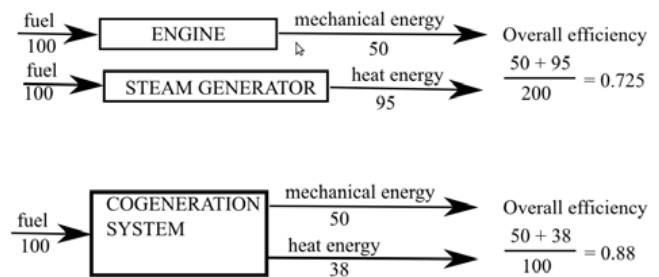 fuel
100
ENGINE
mechanical energy
50
Overall efficiency
50 + 95
200
= 0.725
fuel
100
STEAM GENERATOR
heat energy
95
fuel
100
COGENERATION
SYSTEM
mechanical energy
50
heat energy
38
Overall efficiency
50 + 38
100
= 0.88